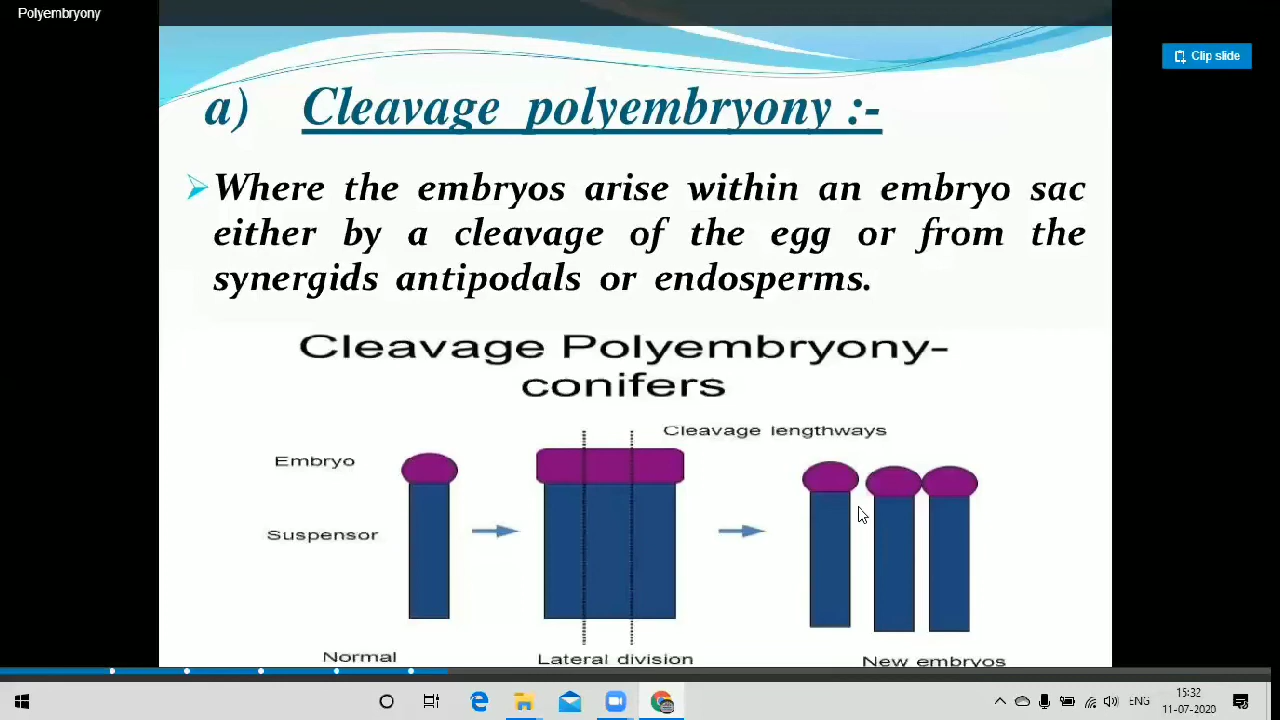 Polyembryony
Clip slide
a) Cleavage polyembryony :-
Where the embryos arise within an embryo sac
either by a cleavage of the egg or from the
synergids antipodals or endosperms.
Cleavage Polyembryony-
conifers
Cleavage lengthways
Embryo
Suspensor
Normal
Lateral division
New embryos
ENG
15:32
11-07-2020